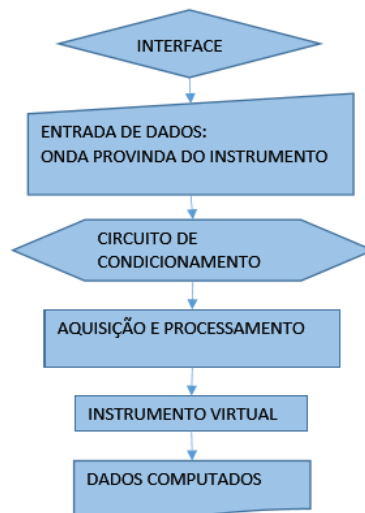 INTERFACE
ENTRADA DE DADOS:
ONDA PROVINDA DO INSTRUMENTO
CIRCUITO DE
CONDICIONAMENTO
AQUISIÇÃO E PROCESSAMENTO
INSTRUMENTO VIRTUAL
DADOS COMPUTADOS